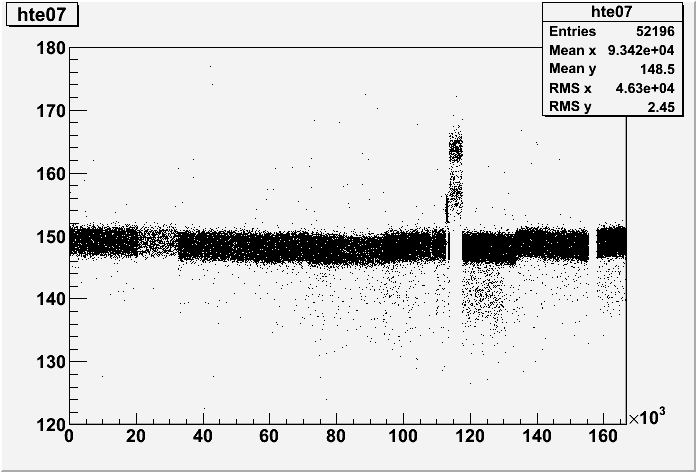 hte07
hte07
Entries 52196
Mean x 9.342e+04
Mean y 148.5
RMS x 4.63e+04
RMS y 2.45
180
170
160
150
140
130
120
0 20 40 60 80 100 120 140 160
×10³